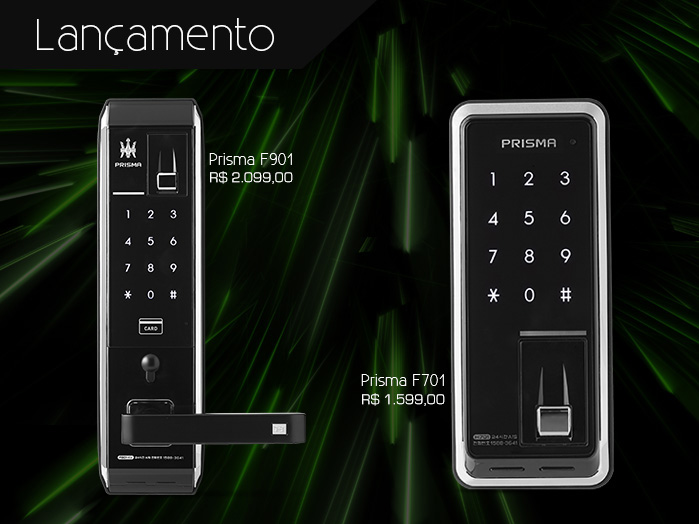 Lançamento
PRISMA
Prisma F901
R$ 2.099,00
1 2 3
4 5 6
7 8 9
* 0 #
CARD
PRISMA
1 2 3
4 5 6
7 8 9
* 0 #
Prisma F701
R$ 1.599,00